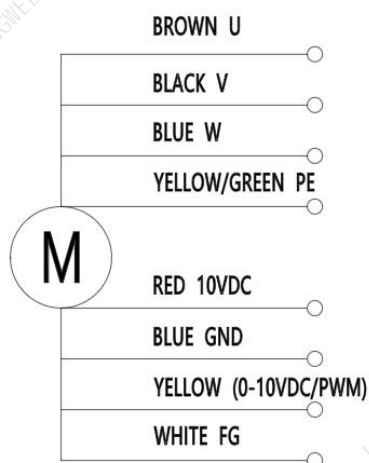 BROWN U
BLACK V
BLUE W
YELLOW/GREEN PE
M
RED 10VDC
BLUE GND
YELLOW (0-10VDC/PWM)
WHITE FG